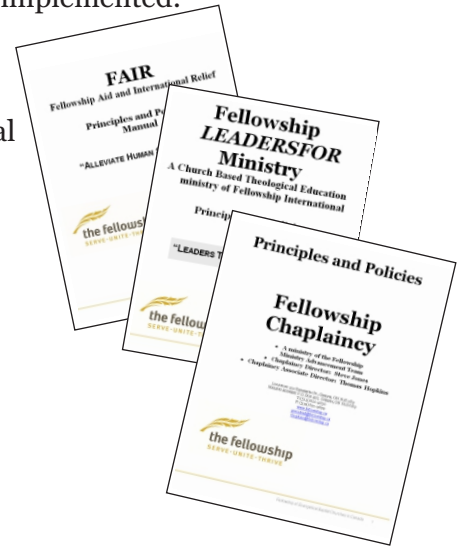 implemented.
al
FAIR
Fellowship Aid and International Relief
Principles and
Manual
"ALLEVIATE HUMAN
the fellows
SERVE-UNITE-TH
Fellowship
LEADERSFOR
Ministry
A Church Based Theological Education
ministry of Fellowship International
Princip
"LEADERS T
the fellow
SERVE-UNITE-
Principles and Policies
Fellowship
Chaplaincy
• A ministry of the Fellowship
Ministry Advancement Team
• Chaplaincy Director: Steve Jones
• Chaplaincy Associate Director: Thomas Hopkins
the fellowship
SERVE-UNITE-THRIVE